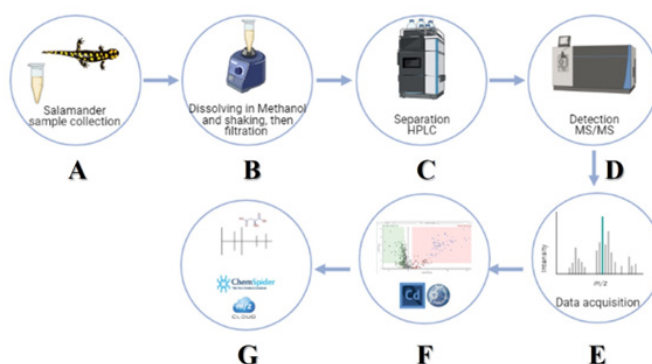 Salamander
sample collection
A
Dissolving in Methanol
and shaking, then
filtration
B
Separation
HPLC
C
Detection
MS/MS
D
Intensity
m/z
Data acquisition
E
Cd
F
ChemSpider
CLOUD
G